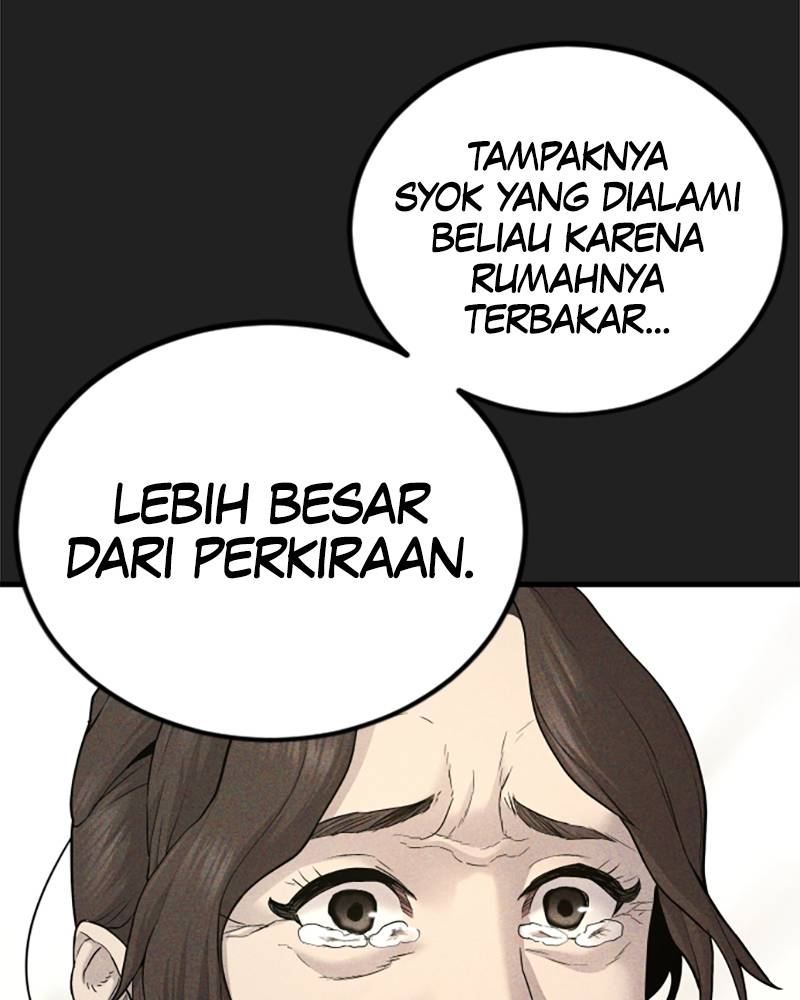 TAMPAKNYA
SYOK YANG DIALAMI
BELIAU KARENA
RUMAHNYA
TERBAKAR...
LEBIH BESAR
DARI PERKIRAAN.